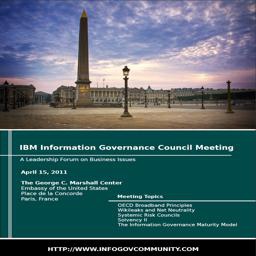 IBM Information Governance Council Meeting
A Leadership Forum on Business Issues
April 15, 2011
The George C. Marshall Center
Embassy of the United States
Place de la Concorde
Paris, France
Meeting Topics
OECD Broadband Principles
Wikileaks and Net Neutrality
Systemic Risk Councils
Solvency II
The Information Governance Maturity Model
HTTP://WWW.INFOGOVCOMMUNITY.COM